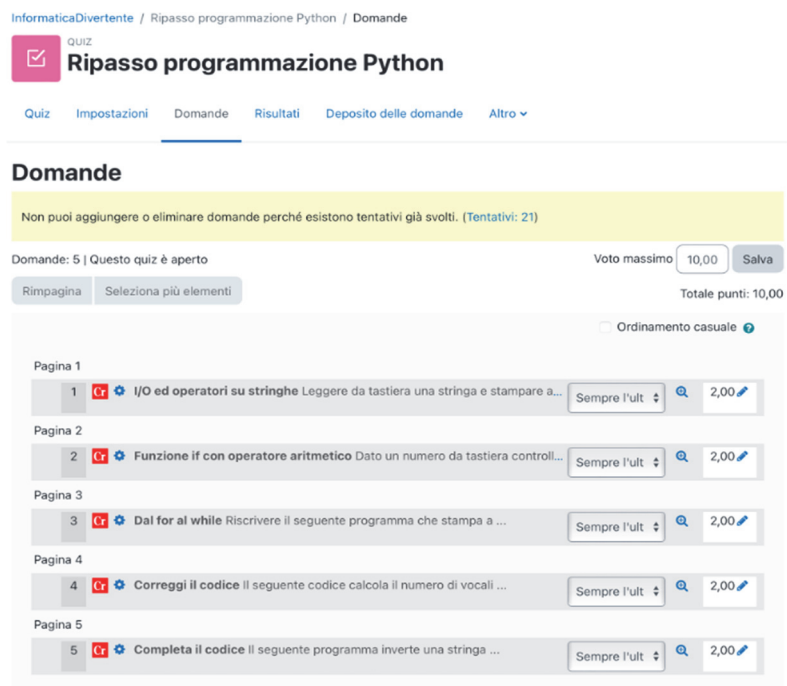 InformaticaDivertente / Ripasso programmazione Python / Domande
QUIZ
Ripasso programmazione Python
Quiz Impostazioni Domande Risultati Deposito delle domande Altro
Domande
Non puoi aggiungere o eliminare domande perché esistono tentativi già svolti. (Tentativi: 21)
Domande: 5 | Questo quiz è aperto Voto massimo 10,00 Salva
Rimpagina Seleziona più elementi Totale punti: 10,00
Ordinamento casuale ?
Pagina 1
1 Cr I/O ed operatori su stringhe Leggere da tastiera una stringa e stampare a... Sempre l'ult 2,00
Pagina 2
2 Cr Funzione if con operatore aritmetico Dato un numero da tastiera controll... Sempre l'ult 2,00
Pagina 3
3 Cr Dal for al while Riscrivere il seguente programma che stampa a ... Sempre l'ult 2,00
Pagina 4
4 Cr Correggi il codice Il seguente codice calcola il numero di vocali ... Sempre l'ult 2,00
Pagina 5
5 Cr Completa il codice Il seguente programma inverte una stringa ... Sempre l'ult 2,00